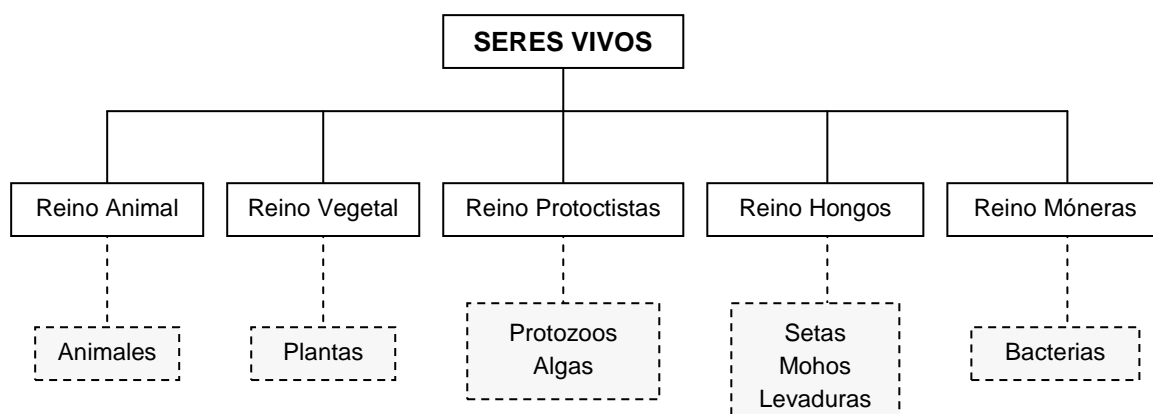 SERES VIVOS
Reino Animal
Reino Vegetal
Reino Protoctistas
Reino Hongos
Reino Móneras
Animales
Plantas
Protozoos
Algas
Setas
Mohos
Levaduras
Bacterias